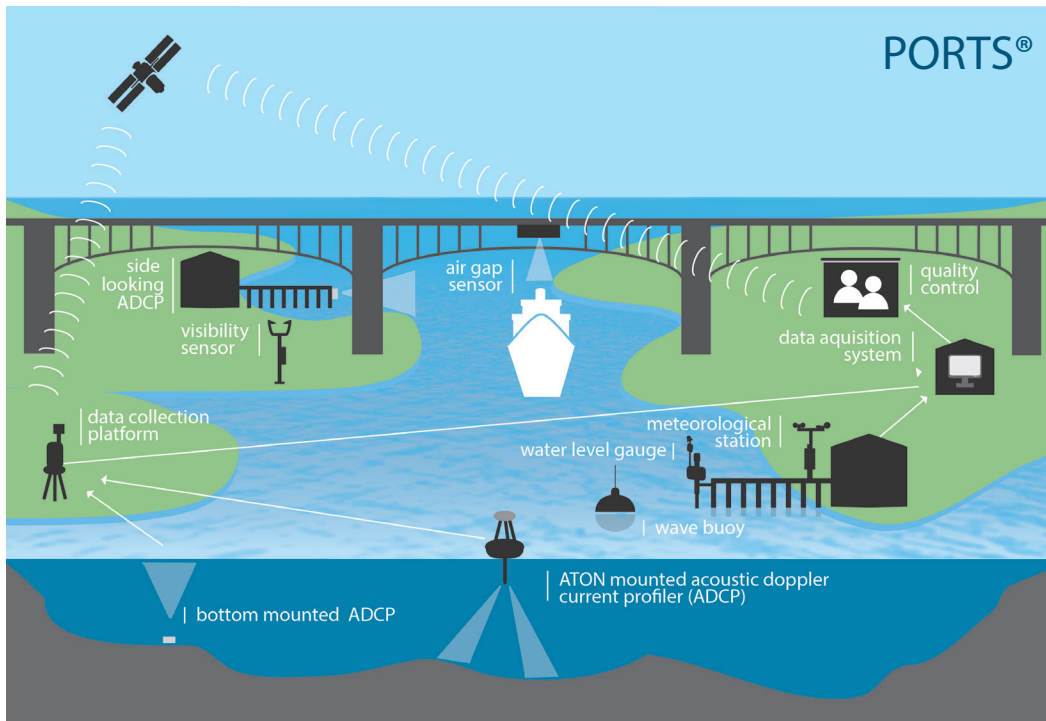 PORTS®
side
looking
ADCP
air gap
sensor
quality
control
visibility
sensor
data aquisition
system
data collection
platform
meteorological
station
water level gauge
wave buoy
ATON mounted acoustic doppler
current profiler (ADCP)
bottom mounted ADCP